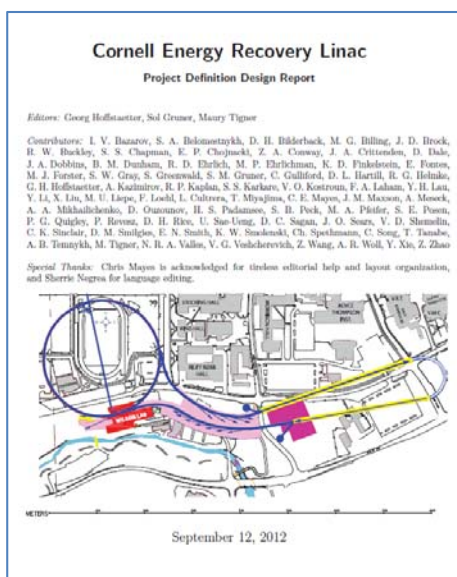 Cornell Energy Recovery Linac
Project Definition Design Report
Editors: Georg Hoffstaetter, Sol Gruner, Maury Tigner
Contributors: I. V. Bazarov, S. A. Belomestnykh, D. H. Bilderback, M. G. Billing, J. D. Brock,
B. W. Buckley, S. S. Chapman, E. P. Chojnacki, Z. A. Conway, J. A. Crittenden, D. Dale,
J. A. Dobbins, B. M. Dunham, R. D. Ehrlich, M. P. Ehrlichman, K. D. Finkelstein, E. Fontes,
M. J. Forster, S. W. Gray, S. Greenwald, S. M. Gruner, C. Gulliford, D. L. Hartill, R. G. Helmke,
G. H. Hoffstaetter, A. Kazimirov, R. P. Kaplan, S. S. Karkare, V. O. Kostroun, F. A. Laham, Y. H. Lau,
Y. Li, X. Liu, M. U. Liepe, F. Loehl, L. Cultrera, T. Miyajima, C. E. Mayes, J. M. Maxson, A. Meseck,
A. A. Mikhailichenko, D. Ouzounov, H. S. Padamsee, S. B. Peck, M. A. Pfeifer, S. E. Posen,
P. G. Quigley, P. Revesz, D. H. Rice, U. Sae-Ueng, D. C. Sagan, J. O. Sears, V. D. Shemelin,
C. K. Sinclair, D. M. Smilgies, E. N. Smith, K. W. Smolenski, Ch. Spethmann, C. Song, T. Tanabe,
A. B. Temnykh, M. Tigner, N. R. A. Valles, V. G. Veshcherevich, Z. Wang, A. R. Woll, Y. Xie, Z. Zhao
Special Thanks: Chris Mayes is acknowledged for tireless editorial help and layout organization,
and Sherrie Negrea for language editing.
RILEY ROBB
HALL
WILSON LAB
METERS
September 12, 2012